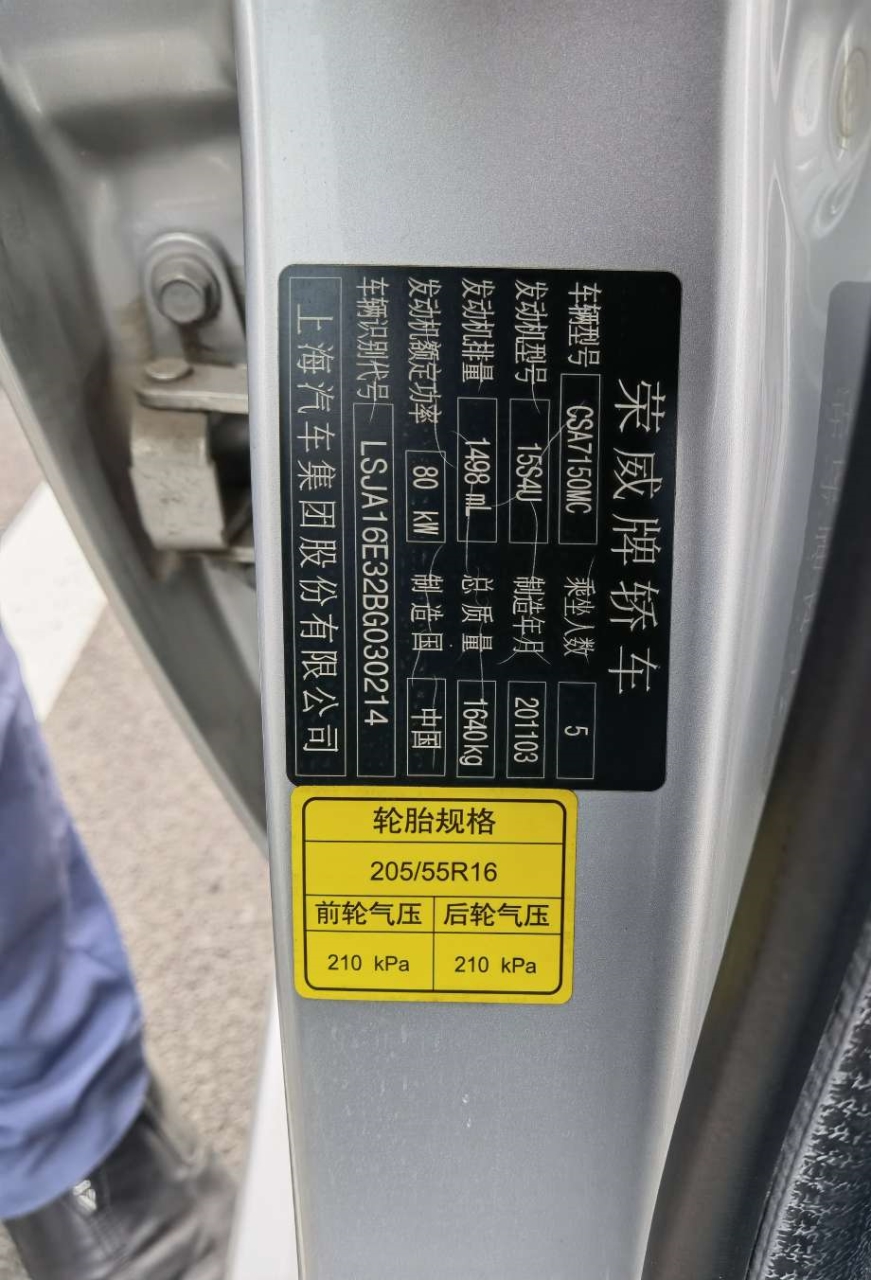 荣威牌轿车
车辆型号 CSA7150MC 乘坐人数 5
发动机型号 15S4U 制造年月 201103
发动机排量 1498 mL 总质量 1640kg
发动机额定功率 80 kW 制造国 中国
车辆识别代号 LSJA16E32BG030214
上海汽车集团股份有限公司
轮胎规格
205/55R16
前轮气压 后轮气压
210 kPa 210 kPa